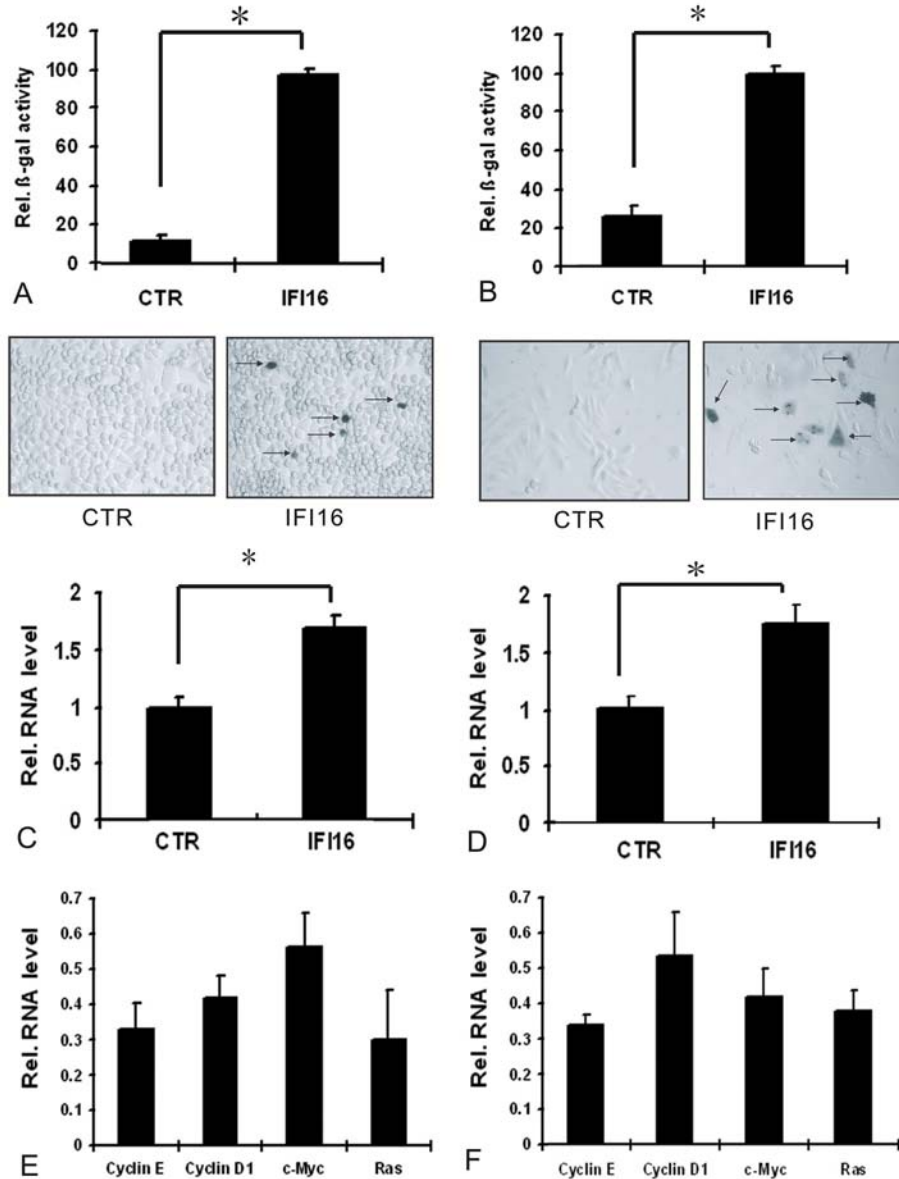 *
120
100
80
60
40
20
0
Rel. ß-gal activity
CTR
IFI16
A
*
120
100
80
60
40
20
0
Rel. ß-gal activity
CTR
IFI16
B
CTR
IFI16
CTR
IFI16
*
2
1.5
1
0.5
0
Rel. RNA level
CTR
IFI16
C
*
2
1.5
1
0.5
0
Rel. RNA level
CTR
IFI16
D
0.7
0.6
0.5
0.4
0.3
0.2
0.1
0
Rel. RNA level
Cyclin E
Cyclin D1
c-Myc
Ras
E
0.7
0.6
0.5
0.4
0.3
0.2
0.1
0
Rel. RNA level
Cyclin E
Cyclin D1
c-Myc
Ras
F